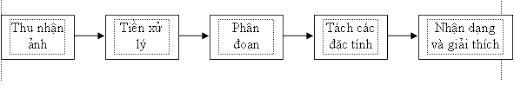 Thu nhận
ảnh
Tiền xử
lý
Phân
đoạn
Tách các
đặc tính
Nhận dạng
và giải thích